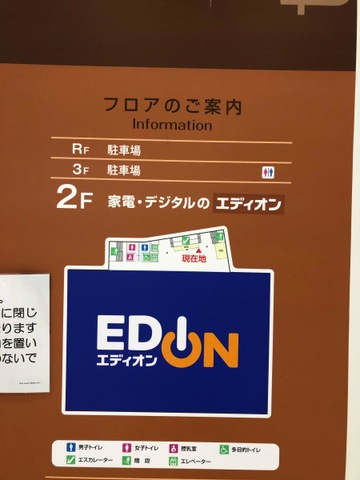 フロアのご案内
Information
RF 駐車場
3F 駐車場
2F 家電・デジタルの エディオン
現在地
EDION
エディオン
に閉じ
ります
を置い
ないで
男子トイレ 女子トイレ 授乳室 多目的トイレ
エスカレーター 階段 エレベーター